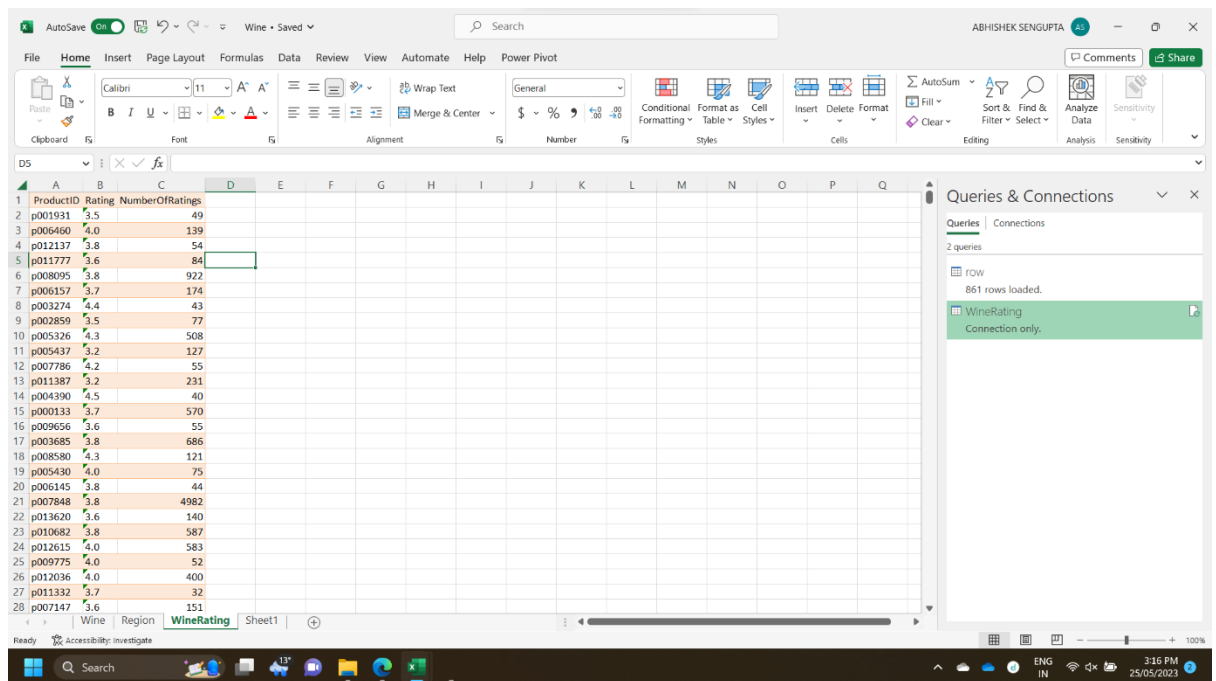 AutoSave On Wine • Saved Search ABHISHEK SENGUPTA AS
File Home Insert Page Layout Formulas Data Review View Automate Help Power Pivot Comments Share
Paste Calibri 11 A^ A˅ Wrap Text General AutoSum
B I U A Merge & Center $ % 9 Conditional Formatting Format as Table Cell Styles Insert Delete Format Fill Clear Sort & Filter Find & Select Analyze Data Sensitivity
Clipboard Font Alignment Number Styles Cells Editing Analysis Sensitivity
D5 fx
A B C D E F G H I J K L M N O P Q
1 ProductID Rating NumberOfRatings
2 p001931 3.5 49
3 p006460 4.0 139
4 p012137 3.8 54
5 p011777 3.6 84
6 p008095 3.8 922
7 p006157 3.7 174
8 p003274 4.4 43
9 p002859 3.5 77
10 p005326 4.3 508
11 p005437 3.2 127
12 p007786 4.2 55
13 p011387 3.2 231
14 p004390 4.5 40
15 p000133 3.7 570
16 p009656 3.6 55
17 p003685 3.8 686
18 p008580 4.3 121
19 p005430 4.0 75
20 p006145 3.8 44
21 p007848 3.8 4982
22 p013620 3.6 140
23 p010682 3.8 587
24 p012615 4.0 583
25 p009775 4.0 52
26 p012036 4.0 400
27 p011332 3.7 32
28 p007147 3.6 151
Queries & Connections
Queries Connections
2 queries
row
861 rows loaded.
WineRating
Connection only.
Wine Region WineRating Sheet1
Ready Accessibility: Investigate 100%
Search 13° ENG IN 3:16 PM 25/05/2023 2